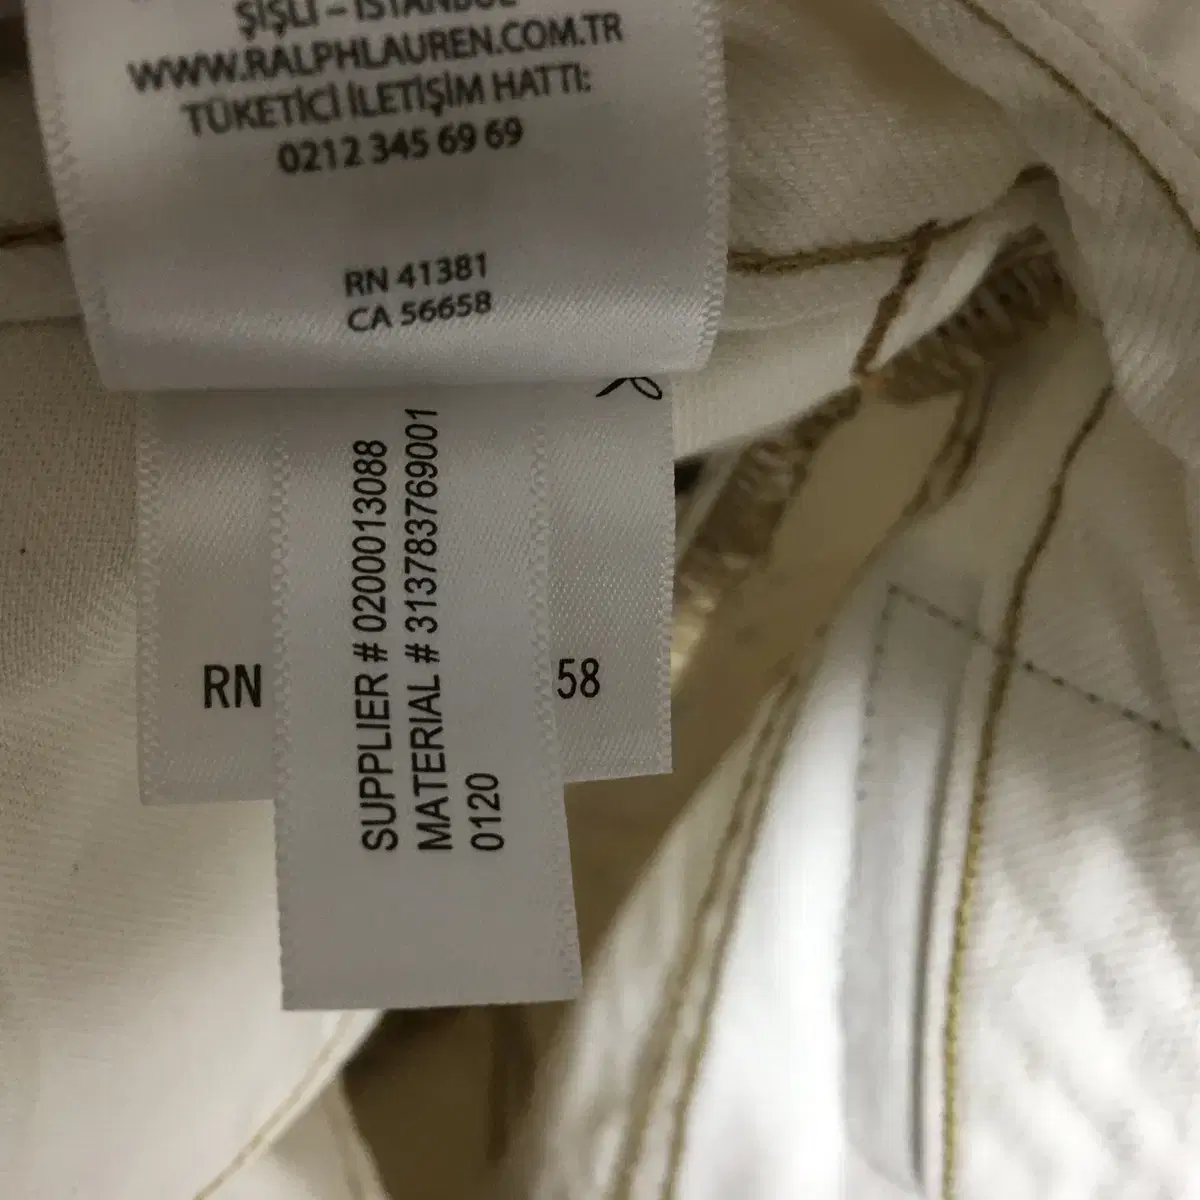 ŞİŞLİ – İSTANBUL
WWW.RALPHLAUREN.COM.TR
TÜKETİCİ İLETİŞİM HATTI:
0212 345 69 69
RN 41381
CA 56658
SUPPLIER # 0200013088
MATERIAL # 313783769001
0120
RN
58